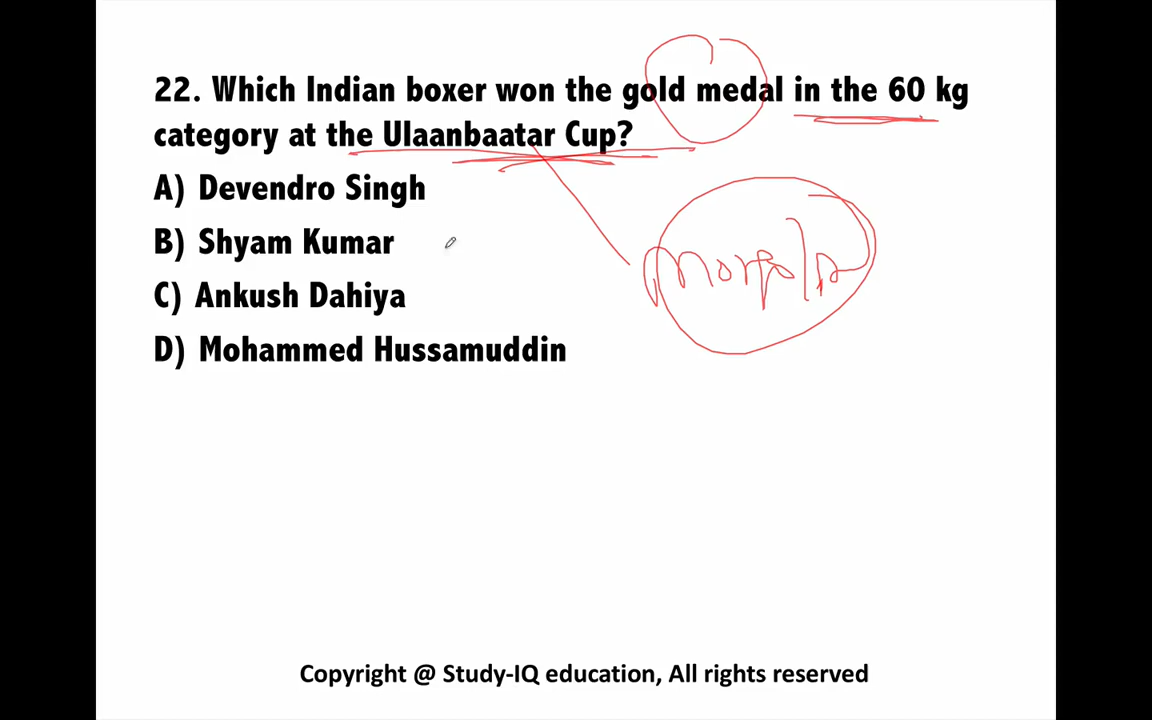 22. Which Indian boxer won the gold medal in the 60 kg
category at the Ulaanbaatar Cup?
A) Devendro Singh
B) Shyam Kumar
C) Ankush Dahiya
D) Mohammed Hussamuddin
Copyright @ Study-IQ education, All rights reserved